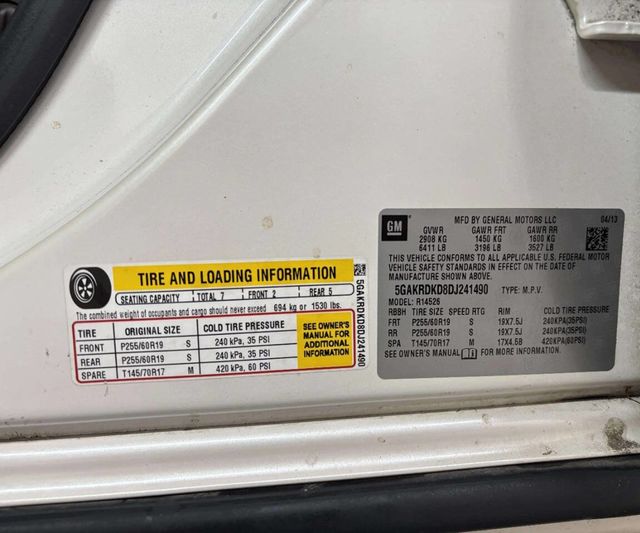 TIRE AND LOADING INFORMATION
SEATING CAPACITY TOTAL 7 FRONT 2 REAR 5
The combined weight of occupants and cargo should never exceed 694 kg or 1530 lbs.
TIRE ORIGINAL SIZE COLD TIRE PRESSURE
FRONT P255/60R19 S 240 kPa, 35 PSI
REAR P255/60R19 S 240 kPa, 35 PSI
SPARE T145/70R17 M 420 kPa, 60 PSI
SEE OWNER'S
MANUAL FOR
ADDITIONAL
INFORMATION
5GAKRDKD8DJ241490
GM
MFD BY GENERAL MOTORS LLC 04/13
GVWR GAWR FRT GAWR RR
2908 KG 1450 KG 1600 KG
6411 LB 3196 LB 3527 LB
THIS VEHICLE CONFORMS TO ALL APPLICABLE U.S. FEDERAL MOTOR
VEHICLE SAFETY STANDARDS IN EFFECT ON THE DATE OF
MANUFACTURE SHOWN ABOVE.
5GAKRDKD8DJ241490 TYPE: M.P.V.
MODEL: R14526
RBBH TIRE SIZE SPEED RTG RIM COLD TIRE PRESSURE
FRT P255/60R19 S 19X7.5J 240KPA(35PSI)
RR P255/60R19 S 19X7.5J 240KPA(35PSI)
SPA T145/70R17 M 17X4.5B 420KPA(60PSI)
SEE OWNER'S MANUAL FOR MORE INFORMATION.